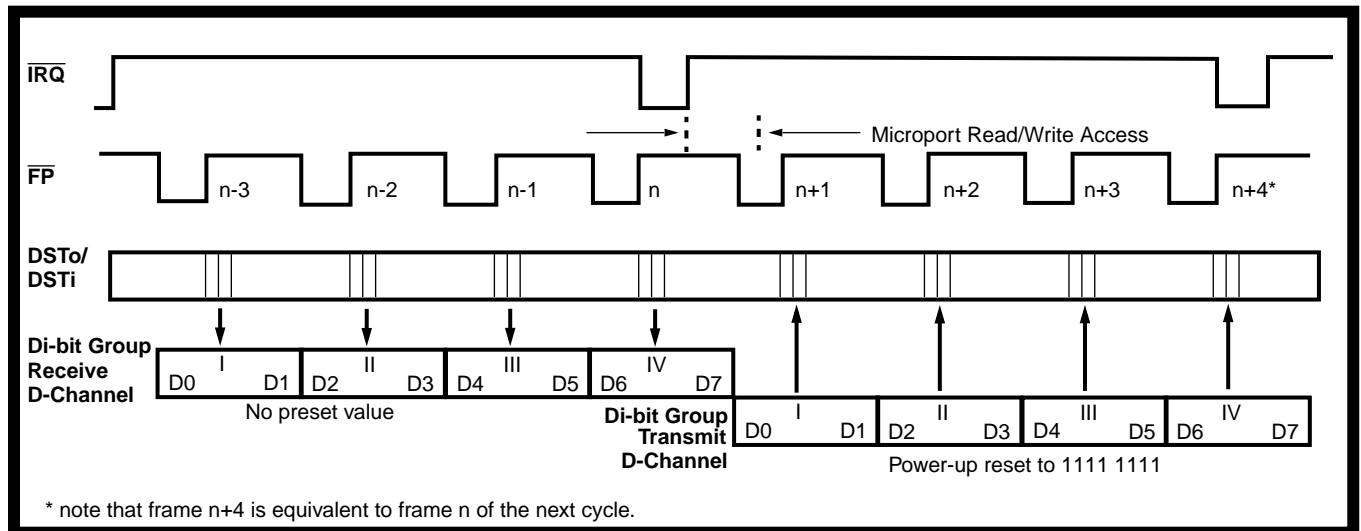 IRQ
Microport Read/Write Access
FP
n-3 n-2 n-1 n n+1 n+2 n+3 n+4*
DSTo/
DSTi
Di-bit Group
Receive
D-Channel
I II III IV
D0 D1 D2 D3 D4 D5 D6 D7
No preset value
Di-bit Group
Transmit
D-Channel
I II III IV
D0 D1 D2 D3 D4 D5 D6 D7
Power-up reset to 1111 1111
* note that frame n+4 is equivalent to frame n of the next cycle.